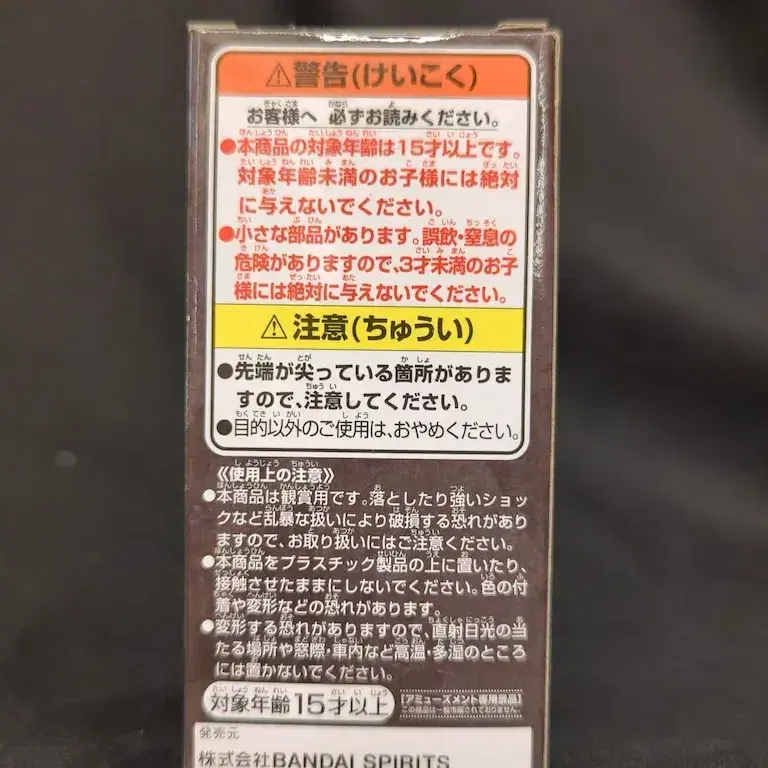 ⚠警告(けいこく)
お客様へ 必ずお読みください。
●本商品の対象年齢は15才以上です。
対象年齢未満のお子様には絶対
に与えないでください。
●小さな部品があります。誤飲・窒息の
危険がありますので、3才未満のお子
様には絶対に与えないでください。
⚠注意(ちゅうい)
●先端が尖っている箇所がありま
すので、注意してください。
●目的以外のご使用は、おやめください。
《使用上の注意》
●本商品は観賞用です。落としたり強いショッ
クなど乱暴な扱いにより破損する恐れがあり
ますので、お取り扱いにはご注意ください。
●本商品をプラスチック製品の上に置いたり、
接触させたままにしないでください。色の付
着や変形などの恐れがあります。
●変形する恐れがありますので、直射日光の当
たる場所や窓際・車内など高温・多湿のところ
には置かないでください。
対象年齢15才以上
【アミューズメント専用景品】
この商品は一般市販されておりません。
発売元
株式会社BANDAI SPIRITS